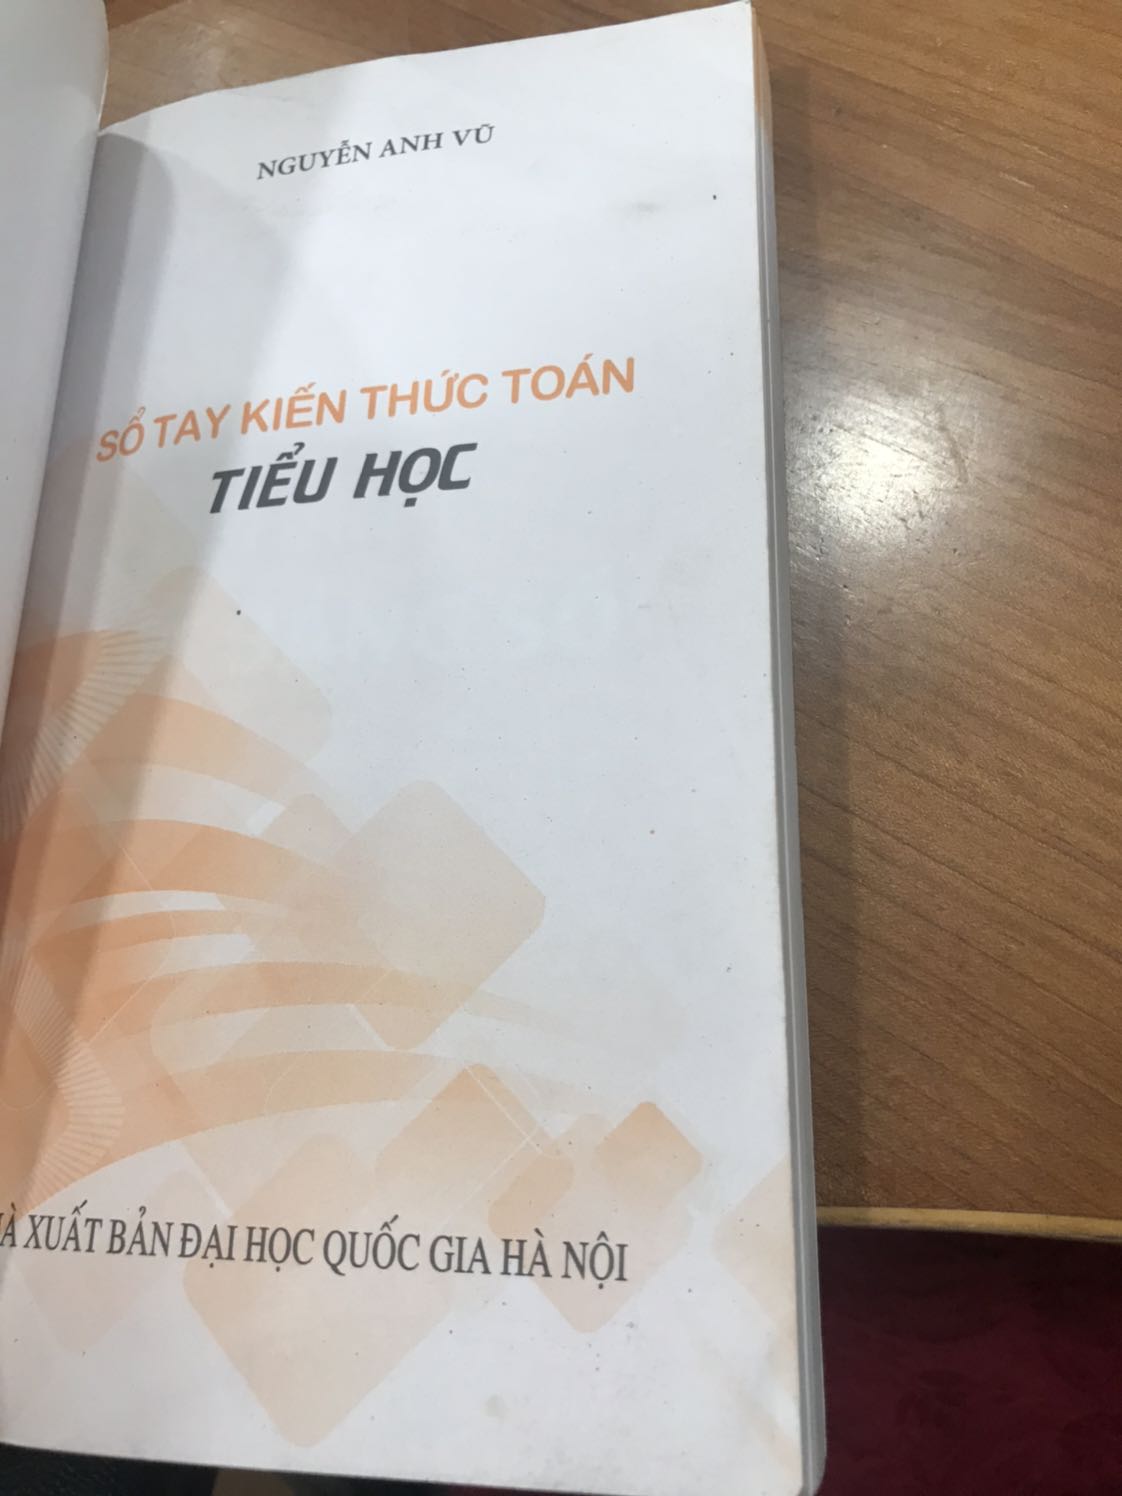 NGUYỄN ANH VŨ
SỔ TAY KIẾN THỨC TOÁN
TIỂU HỌC
XUẤT BẢN ĐẠI HỌC QUỐC GIA HÀ NỘI